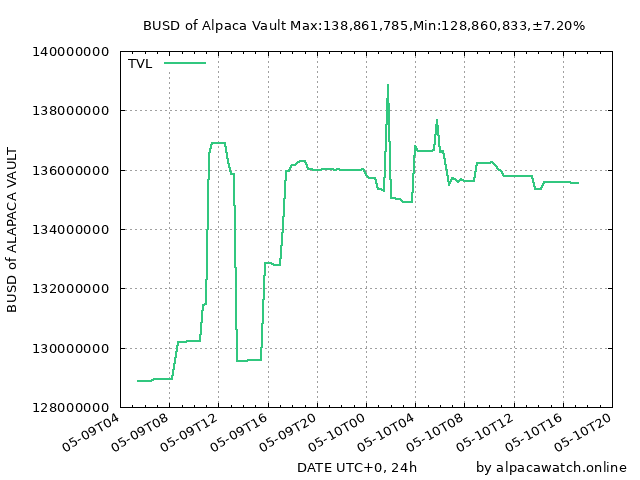 BUSD of Alpaca Vault Max:138,861,785,Min:128,860,833,±7.20%
TVL
140000000
138000000
136000000
134000000
132000000
130000000
128000000
BUSD of ALAPACA VAULT
05-09T04
05-09T08
05-09T12
05-09T16
05-09T20
05-10T00
05-10T04
05-10T08
05-10T12
05-10T16
05-10T20
DATE UTC+0, 24h
by alpacawatch.online